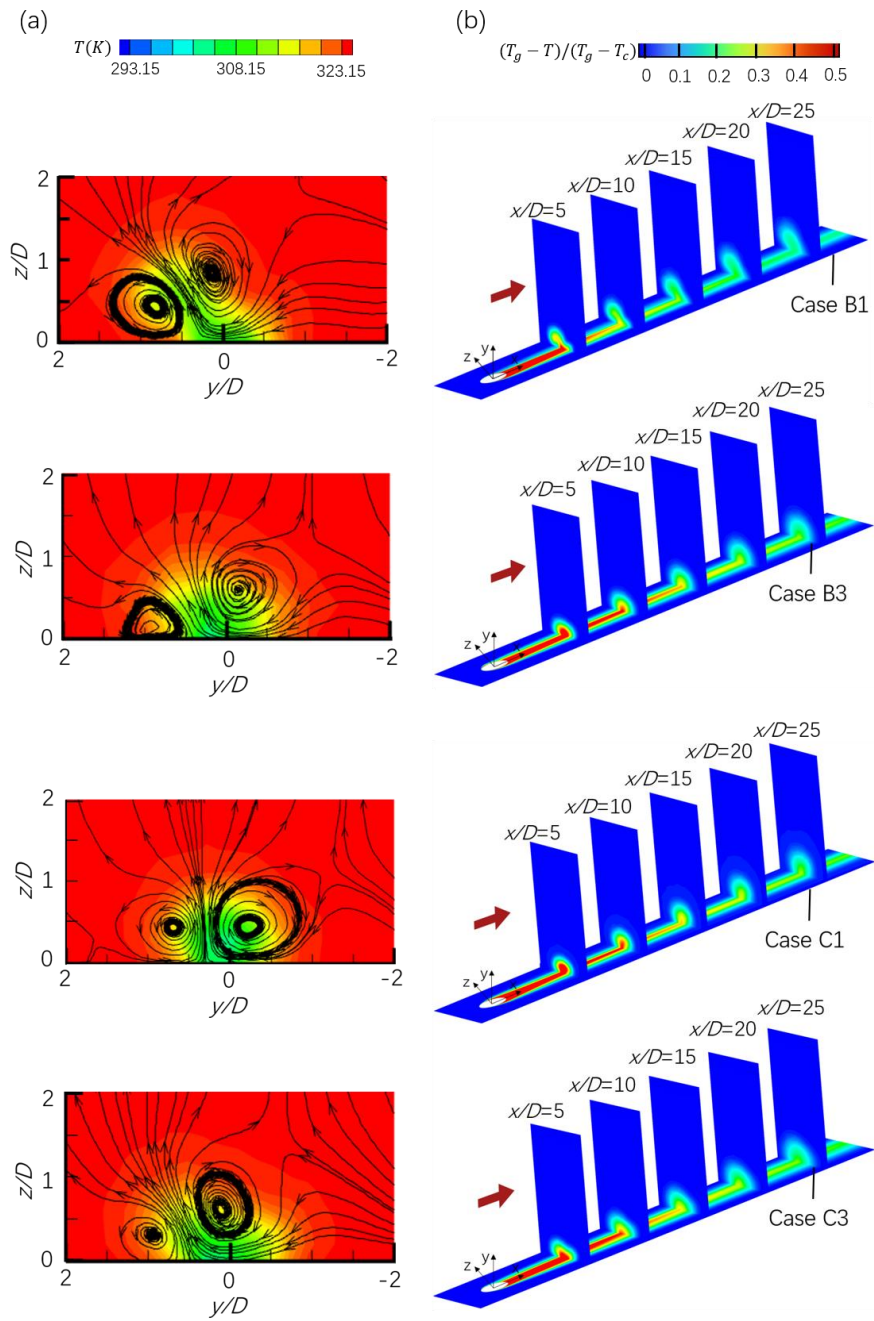 (a)
T(K)
293.15 308.15 323.15
(b)
(T_g − T)/(T_g − T_c)
0 0.1 0.2 0.3 0.4 0.5
2
1
0
z/D
2 0 -2
y/D
x/D=5
x/D=10
x/D=15
x/D=20
x/D=25
z y x
Case B1
2
1
0
z/D
2 0 -2
y/D
x/D=5
x/D=10
x/D=15
x/D=20
x/D=25
z y x
Case B3
2
1
0
z/D
2 0 -2
y/D
x/D=5
x/D=10
x/D=15
x/D=20
x/D=25
z y x
Case C1
2
1
0
z/D
2 0 -2
y/D
x/D=5
x/D=10
x/D=15
x/D=20
x/D=25
z y x
Case C3